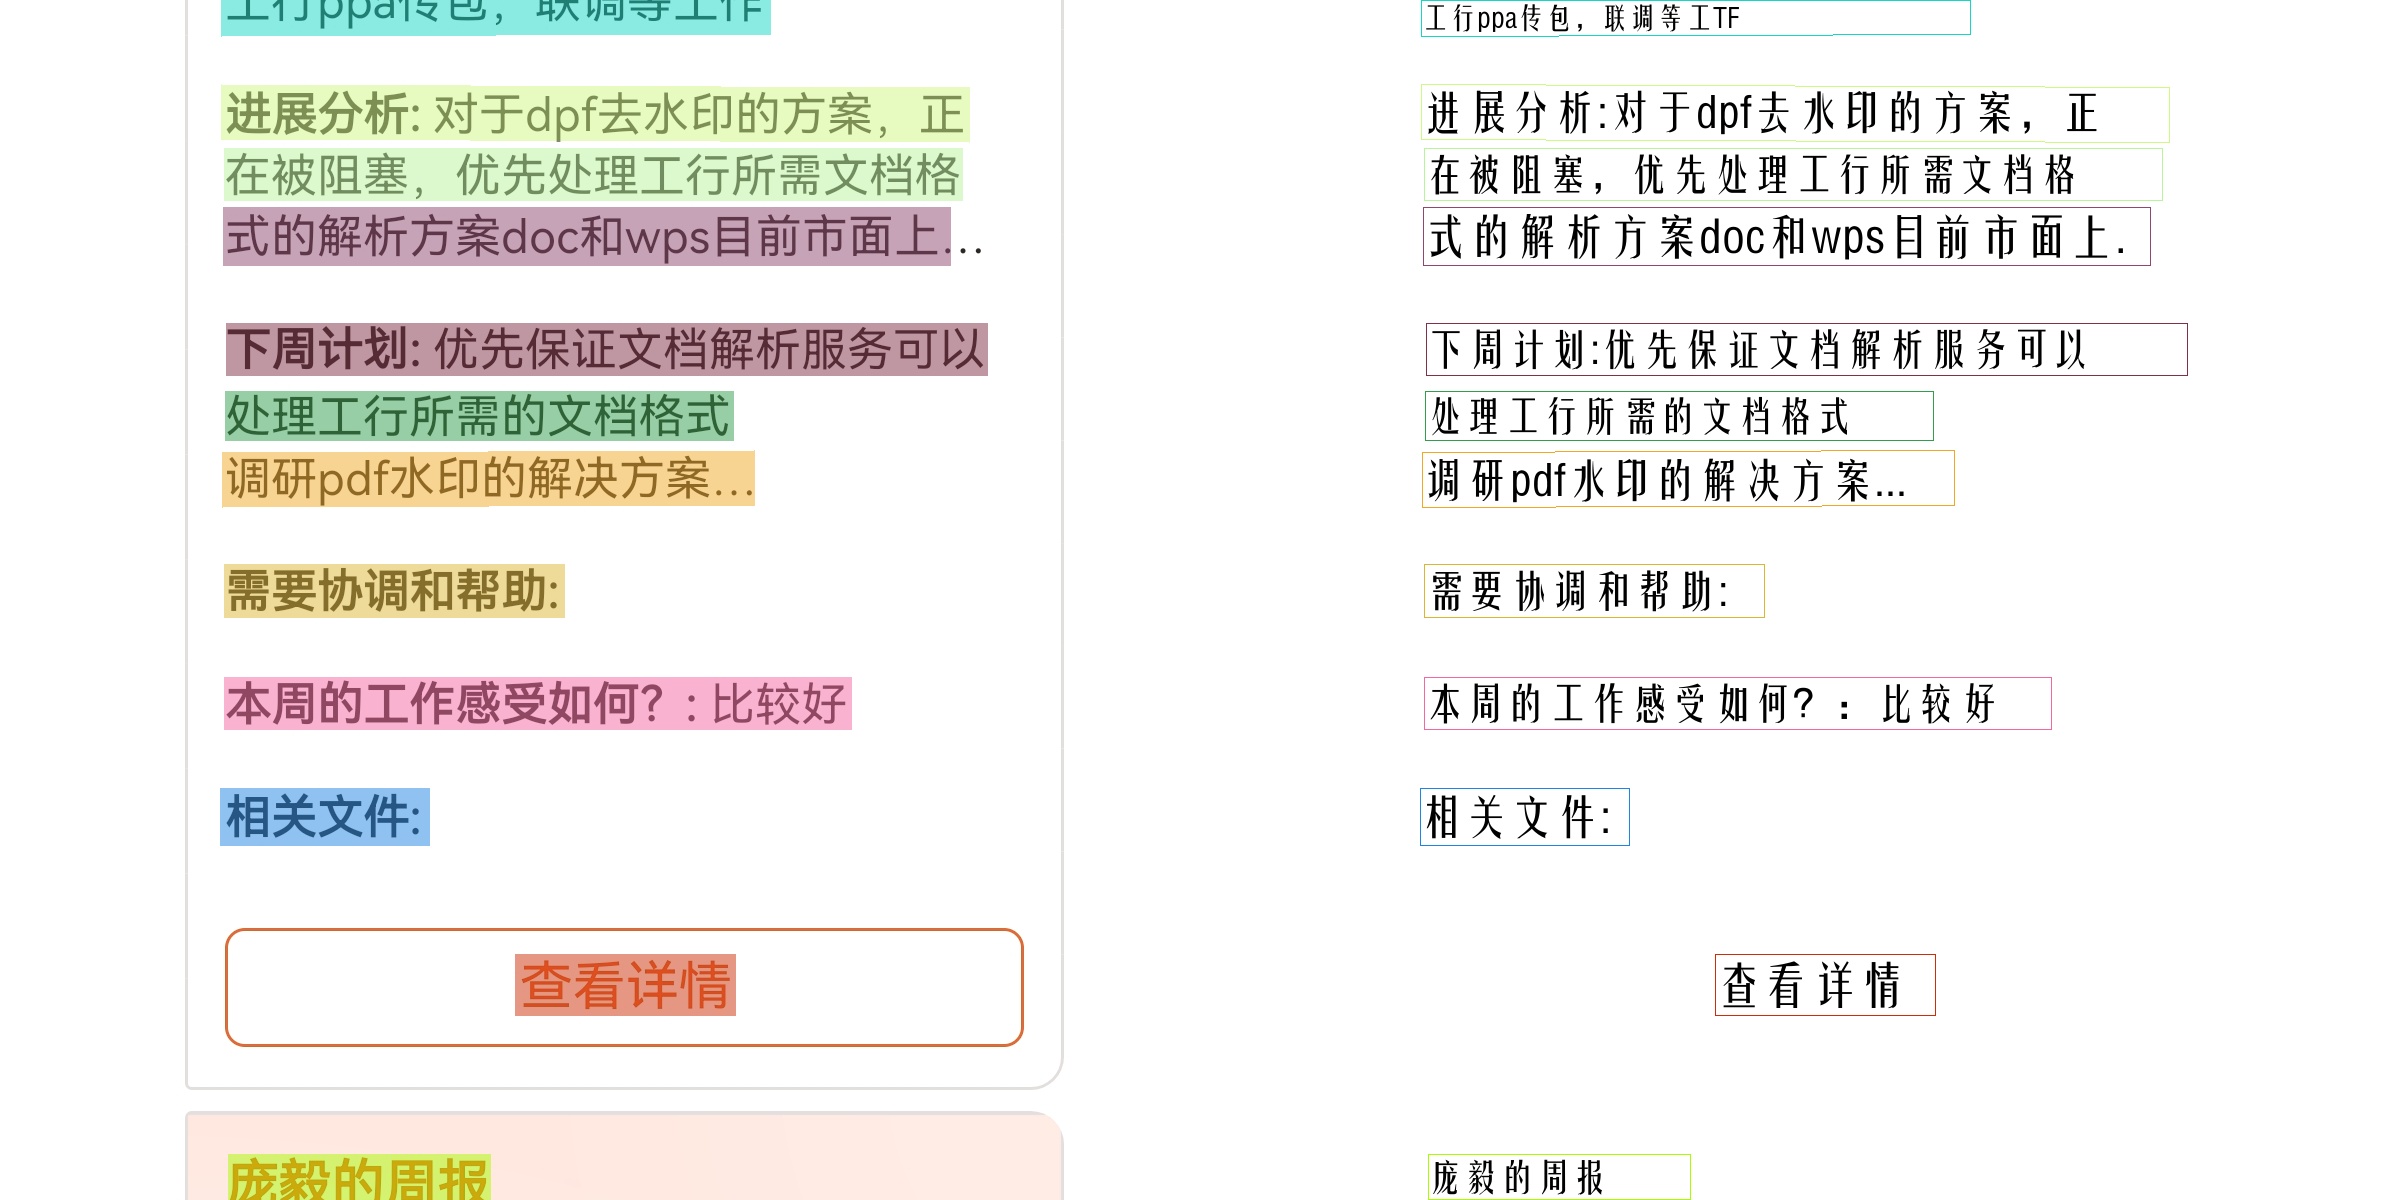 工行ppa传包，联调等工作
进展分析: 对于dpf去水印的方案，正
在被阻塞，优先处理工行所需文档格
式的解析方案doc和wps目前市面上...
下周计划: 优先保证文档解析服务可以
处理工行所需的文档格式
调研pdf水印的解决方案...
需要协调和帮助:
本周的工作感受如何？: 比较好
相关文件:
查看详情
庞毅的周报
工行ppa传包，联调等工TF
进展分析:对于dpf去水印的方案，正
在被阻塞，优先处理工行所需文档格
式的解析方案doc和wps目前市面上.
下周计划:优先保证文档解析服务可以
处理工行所需的文档格式
调研pdf水印的解决方案...
需要协调和帮助:
本周的工作感受如何?：比较好
相关文件:
查看详情
庞毅的周报